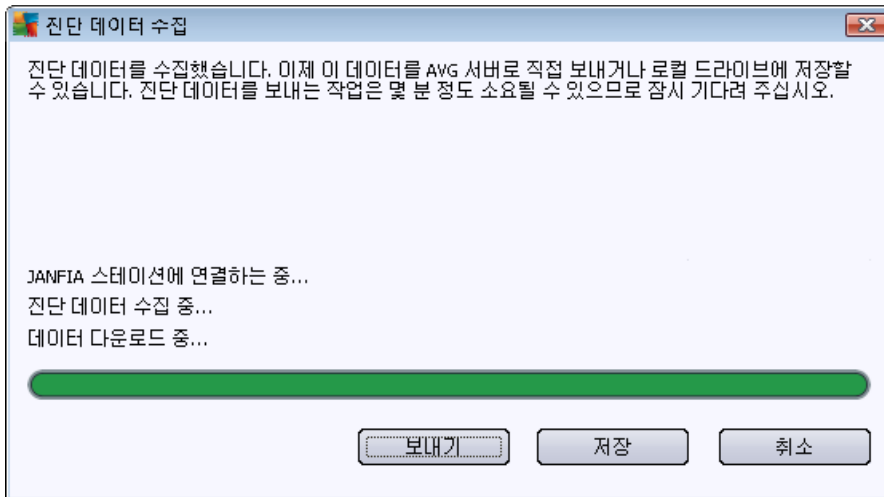 진단 데이터 수집
진단 데이터를 수집했습니다. 이제 이 데이터를 AVG 서버로 직접 보내거나 로컬 드라이브에 저장할
수 있습니다. 진단 데이터를 보내는 작업은 몇 분 정도 소요될 수 있으므로 잠시 기다려 주십시오.
JANFIA 스테이션에 연결하는 중...
진단 데이터 수집 중...
데이터 다운로드 중...
보내기 저장 취소